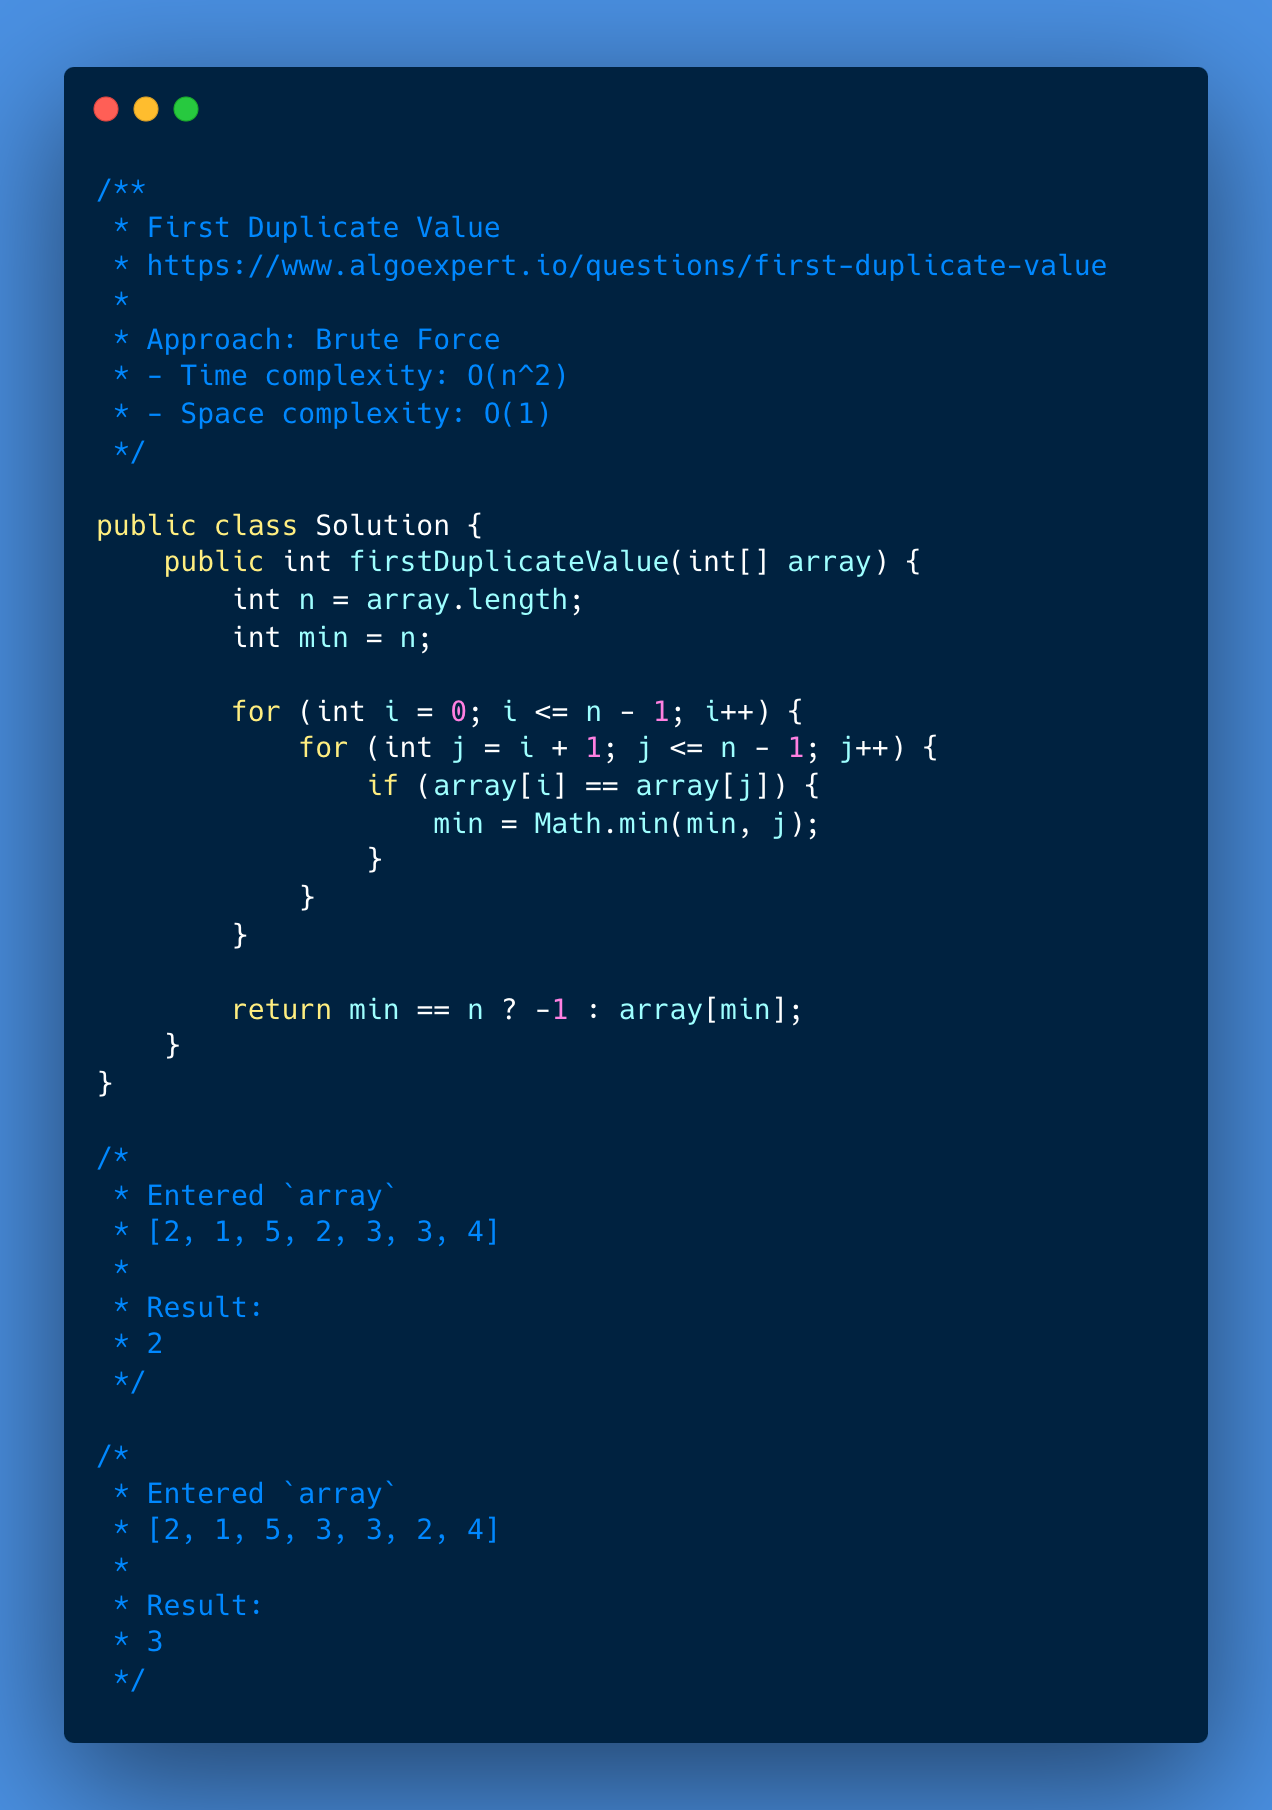 /**
 * First Duplicate Value
 * https://www.algoexpert.io/questions/first-duplicate-value
 *
 * Approach: Brute Force
 * - Time complexity: O(n^2)
 * - Space complexity: O(1)
 */

public class Solution {
    public int firstDuplicateValue(int[] array) {
        int n = array.length;
        int min = n;

        for (int i = 0; i <= n - 1; i++) {
            for (int j = i + 1; j <= n - 1; j++) {
                if (array[i] == array[j]) {
                    min = Math.min(min, j);
                }
            }
        }

        return min == n ? -1 : array[min];
    }
}

/*
 * Entered `array`
 * [2, 1, 5, 2, 3, 3, 4]
 *
 * Result:
 * 2
 */

/*
 * Entered `array`
 * [2, 1, 5, 3, 3, 2, 4]
 *
 * Result:
 * 3
 */